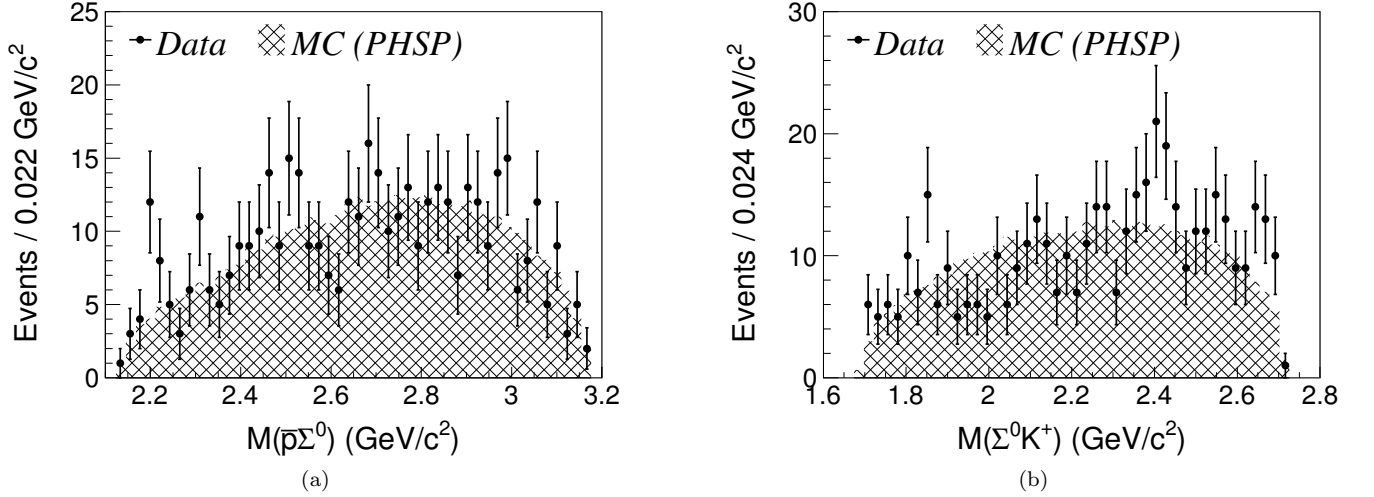 Data MC (PHSP)
Events / 0.022 GeV/c²
25
20
15
10
5
0
2.2 2.4 2.6 2.8 3 3.2
M(p̅Σ⁰) (GeV/c²)
(a)
Data MC (PHSP)
Events / 0.024 GeV/c²
30
20
10
0
1.6 1.8 2 2.2 2.4 2.6 2.8
M(Σ⁰K⁺) (GeV/c²)
(b)